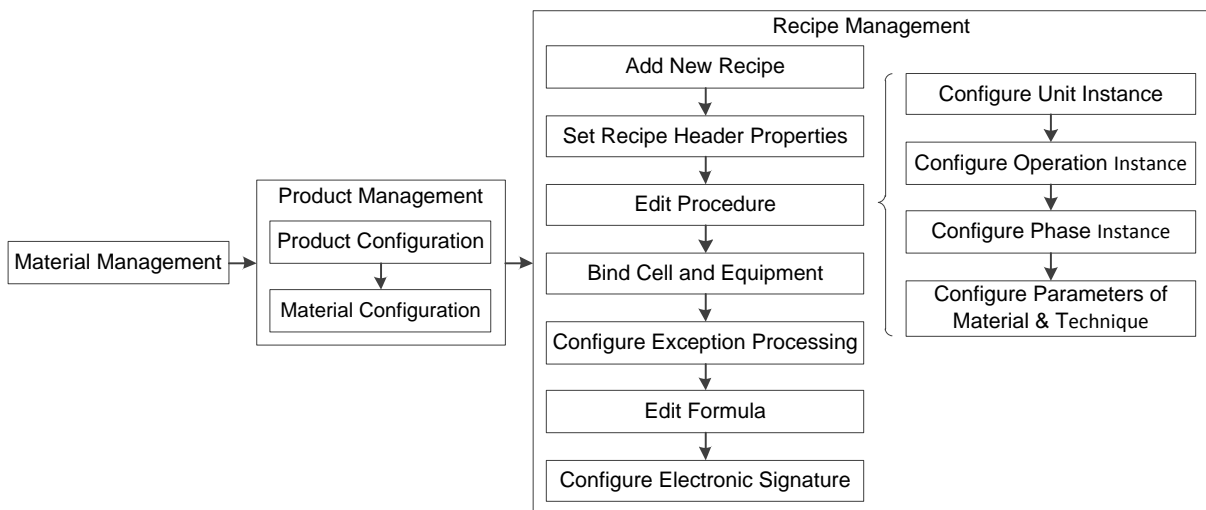 Material Management
Product Management
Product Configuration
Material Configuration
Recipe Management
Add New Recipe
Set Recipe Header Properties
Edit Procedure
Bind Cell and Equipment
Configure Exception Processing
Edit Formula
Configure Electronic Signature
Configure Unit Instance
Configure Operation Instance
Configure Phase Instance
Configure Parameters of
Material & Technique